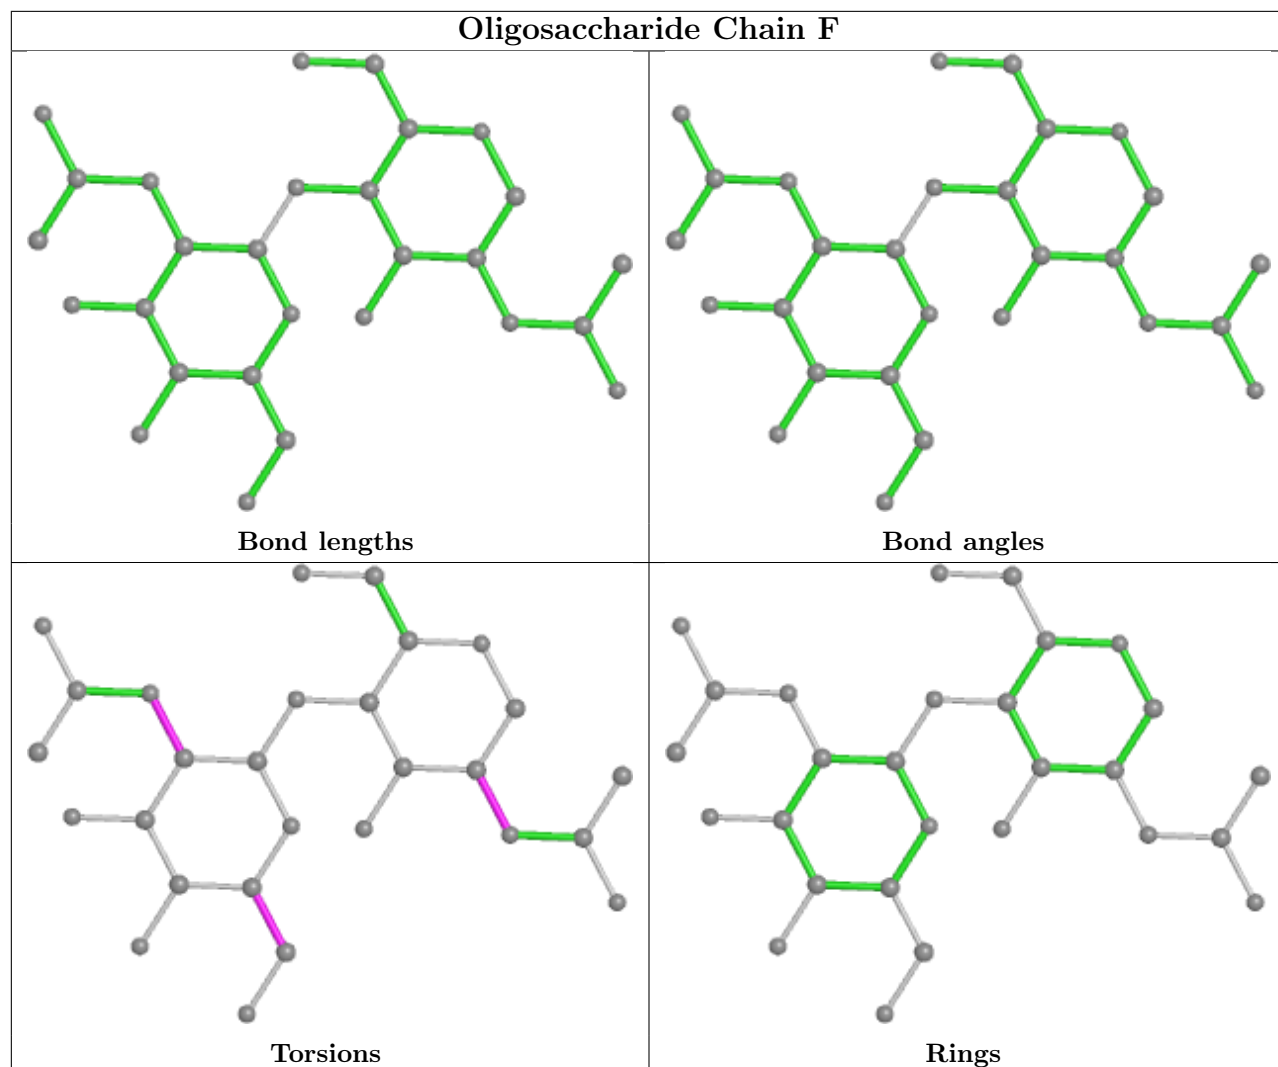 Oligosaccharide Chain F
Bond lengths
Bond angles
Torsions
Rings